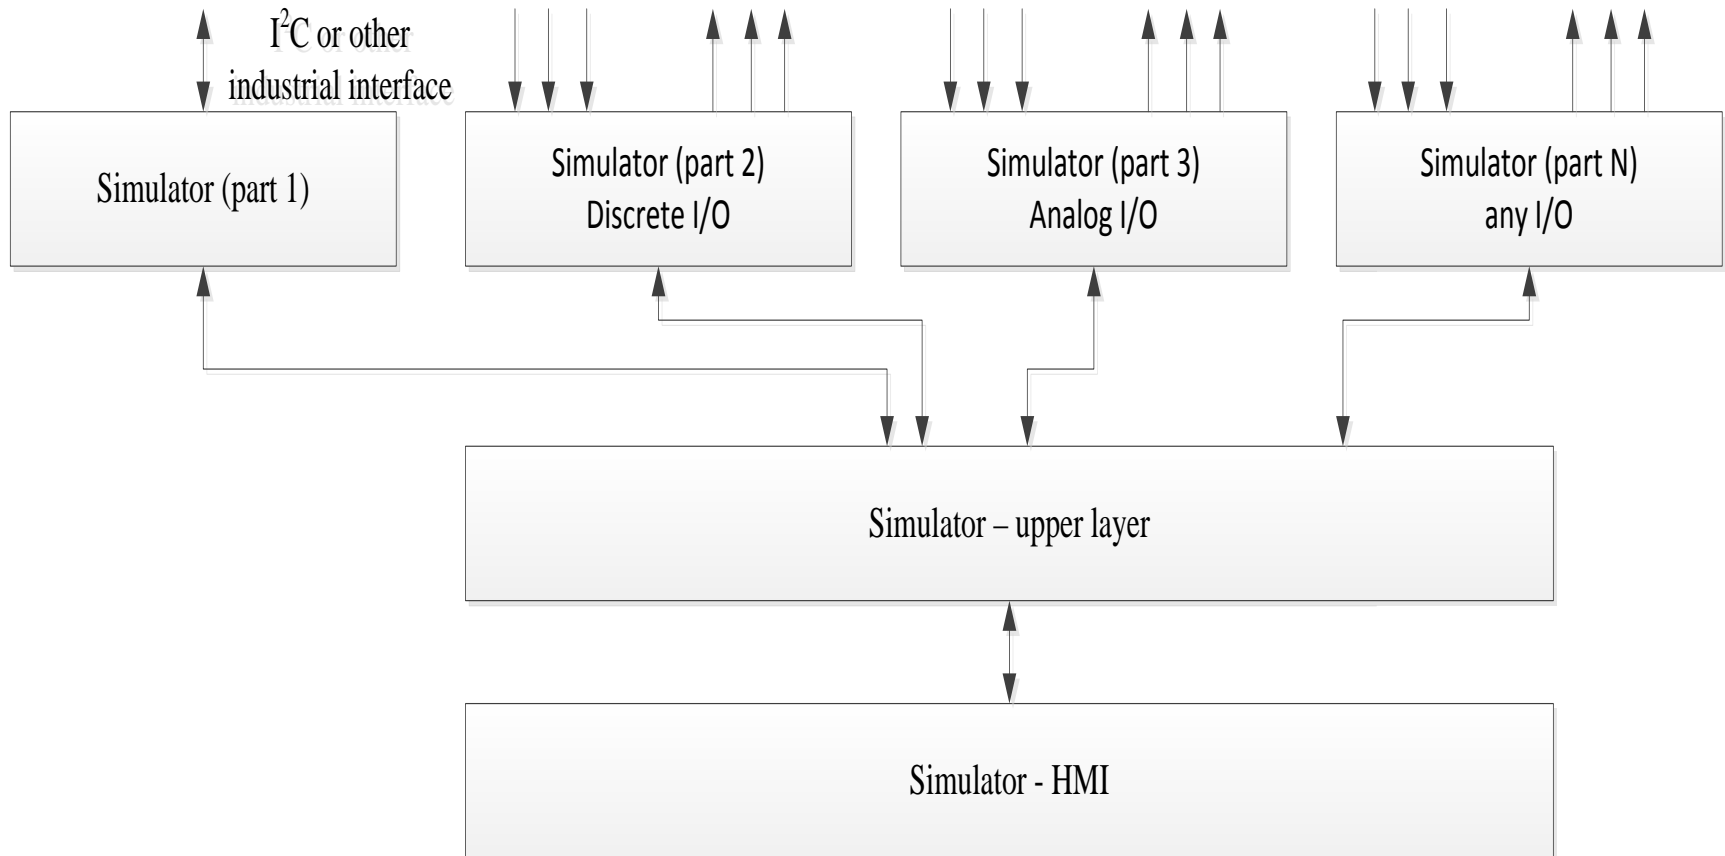 I²C or other
industrial interface
Simulator (part 1)
Simulator (part 2)
Discrete I/O
Simulator (part 3)
Analog I/O
Simulator (part N)
any I/O
Simulator – upper layer
Simulator - HMI